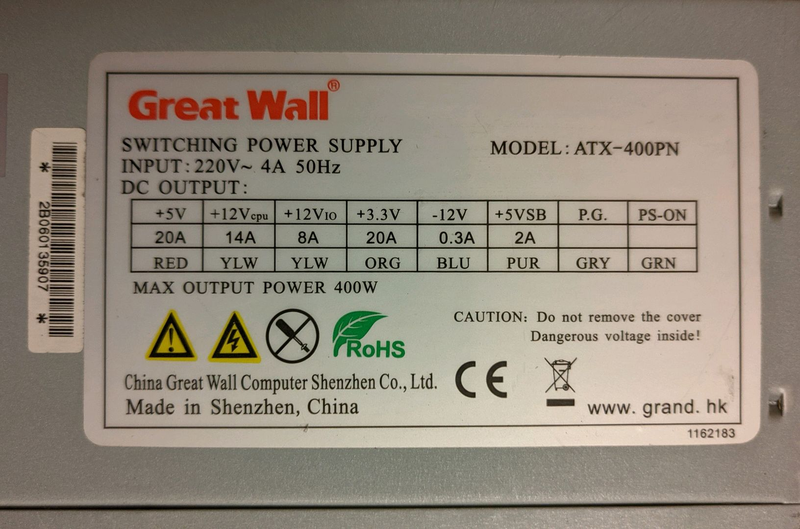 Great Wall®
SWITCHING POWER SUPPLY
MODEL: ATX-400PN
INPUT: 220V~ 4A 50Hz
DC OUTPUT:
+5V +12Vcpu +12VIO +3.3V -12V +5VSB P.G. PS-ON
20A 14A 8A 20A 0.3A 2A
RED YLW YLW ORG BLU PUR GRY GRN
MAX OUTPUT POWER 400W
CAUTION: Do not remove the cover
Dangerous voltage inside!
RoHS
China Great Wall Computer Shenzhen Co., Ltd.
CE
Made in Shenzhen, China
www. grand. hk
1162183
* 2B060135907 *